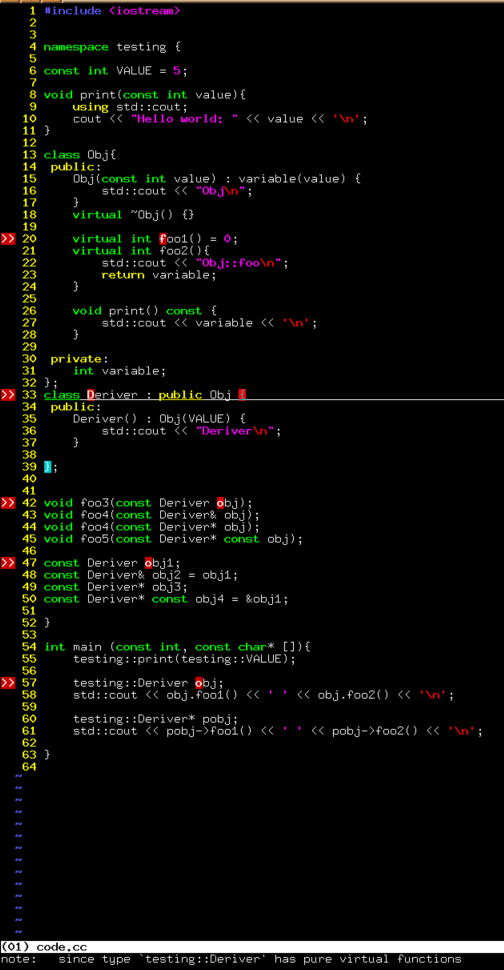 1 #include <iostream>
2
3
4 namespace testing {
5
6 const int VALUE = 5;
7
8 void print(const int value){
9     using std::cout;
10     cout << "Hello world: " << value << '\n';
11 }
12
13 class Obj{
14  public:
15     Obj(const int value) : variable(value) {
16         std::cout << "Obj\n";
17     }
18     virtual ~Obj() {}
19
>> 20     virtual int foo1() = 0;
21     virtual int foo2(){
22         std::cout << "Obj::foo\n";
23         return variable;
24     }
25
26     void print() const {
27         std::cout << variable << '\n';
28     }
29
30  private:
31     int variable;
32 };
>> 33 class Deriver : public Obj {
34  public:
35     Deriver() : Obj(VALUE) {
36         std::cout << "Deriver\n";
37     }
38
39 };
40
41
>> 42 void foo3(const Deriver obj);
43 void foo4(const Deriver& obj);
44 void foo4(const Deriver* obj);
45 void foo5(const Deriver* const obj);
46
>> 47 const Deriver obj1;
48 const Deriver& obj2 = obj1;
49 const Deriver* obj3;
50 const Deriver* const obj4 = &obj1;
51
52 }
53
54 int main (const int, const char* []){
55     testing::print(testing::VALUE);
56
>> 57     testing::Deriver obj;
58     std::cout << obj.foo1() << ' ' << obj.foo2() << '\n';
59
60     testing::Deriver* pobj;
61     std::cout << pobj->foo1() << ' ' << pobj->foo2() << '\n';
62
63 }
64
~
~
~
~
~
~
~
~
~
~
~
~
~
~
(01) code.cc
note:   since type `testing::Deriver' has pure virtual functions